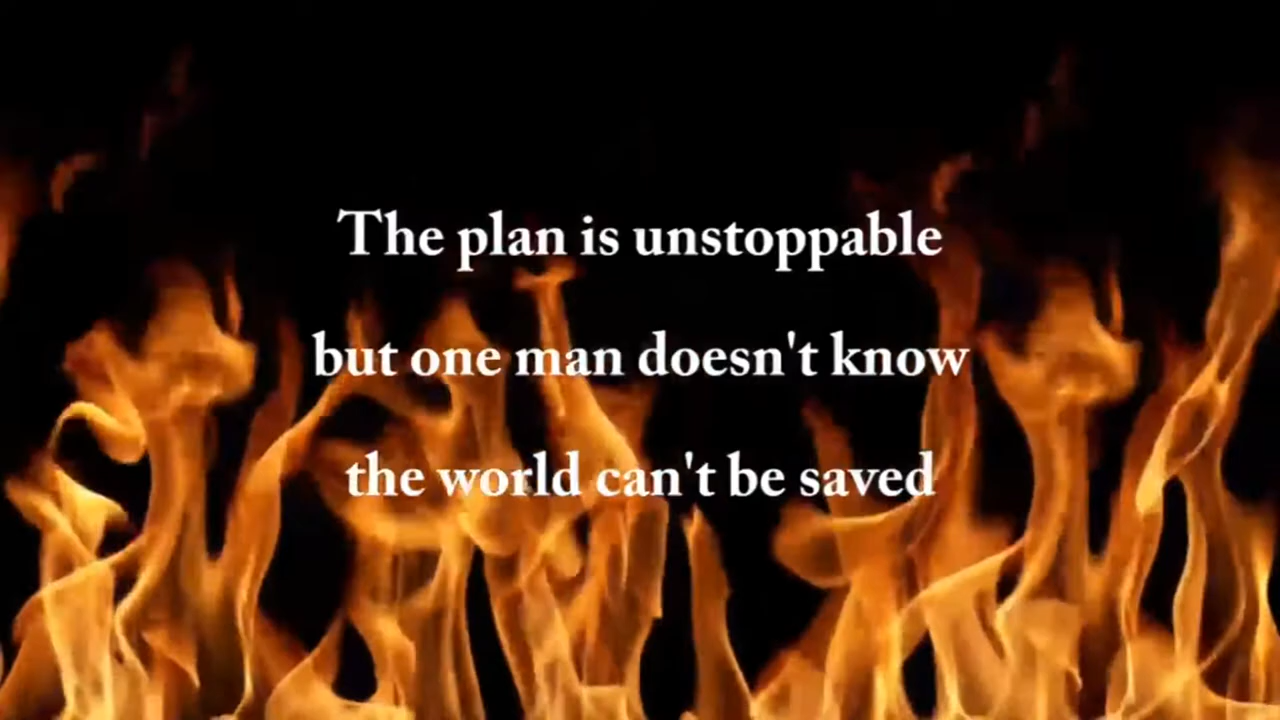 The plan is unstoppable
but one man doesn't know
the world can't be saved